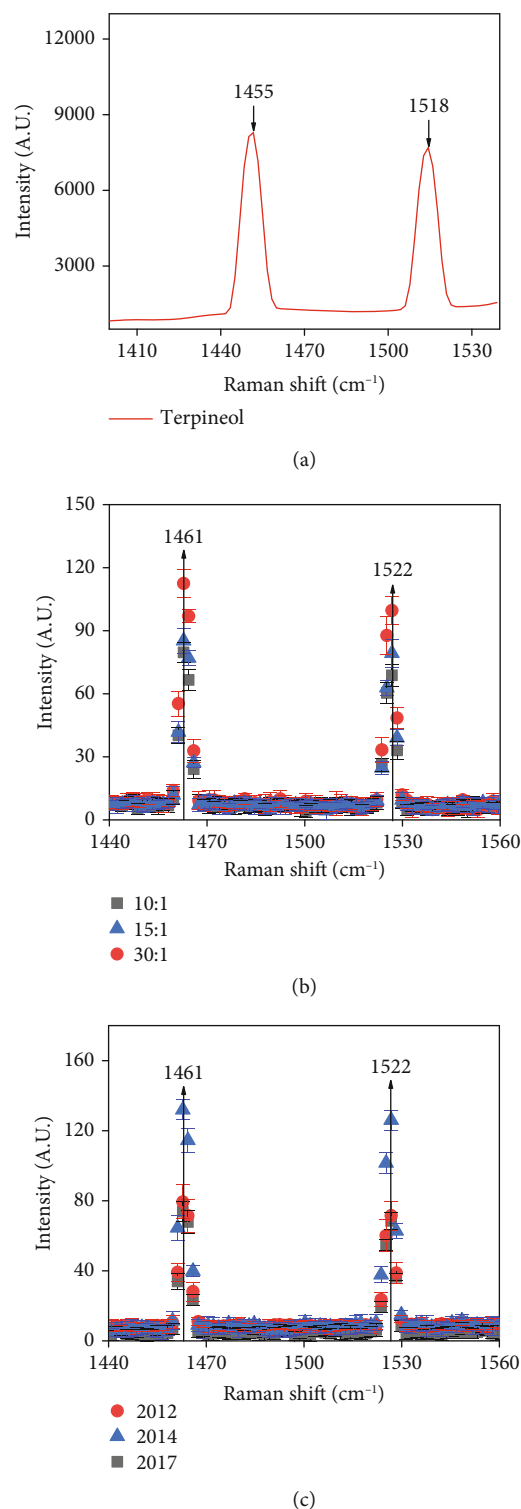 12000
9000
6000
3000
Intensity (A.U.)
1455
1518
1410 1440 1470 1500 1530
Raman shift (cm⁻¹)
Terpineol
(a)
150
120
90
60
30
0
Intensity (A.U.)
1461
1522
1440 1470 1500 1530 1560
Raman shift (cm⁻¹)
10:1
15:1
30:1
(b)
160
120
80
40
0
Intensity (A.U.)
1461
1522
1440 1470 1500 1530 1560
Raman shift (cm⁻¹)
2012
2014
2017
(c)